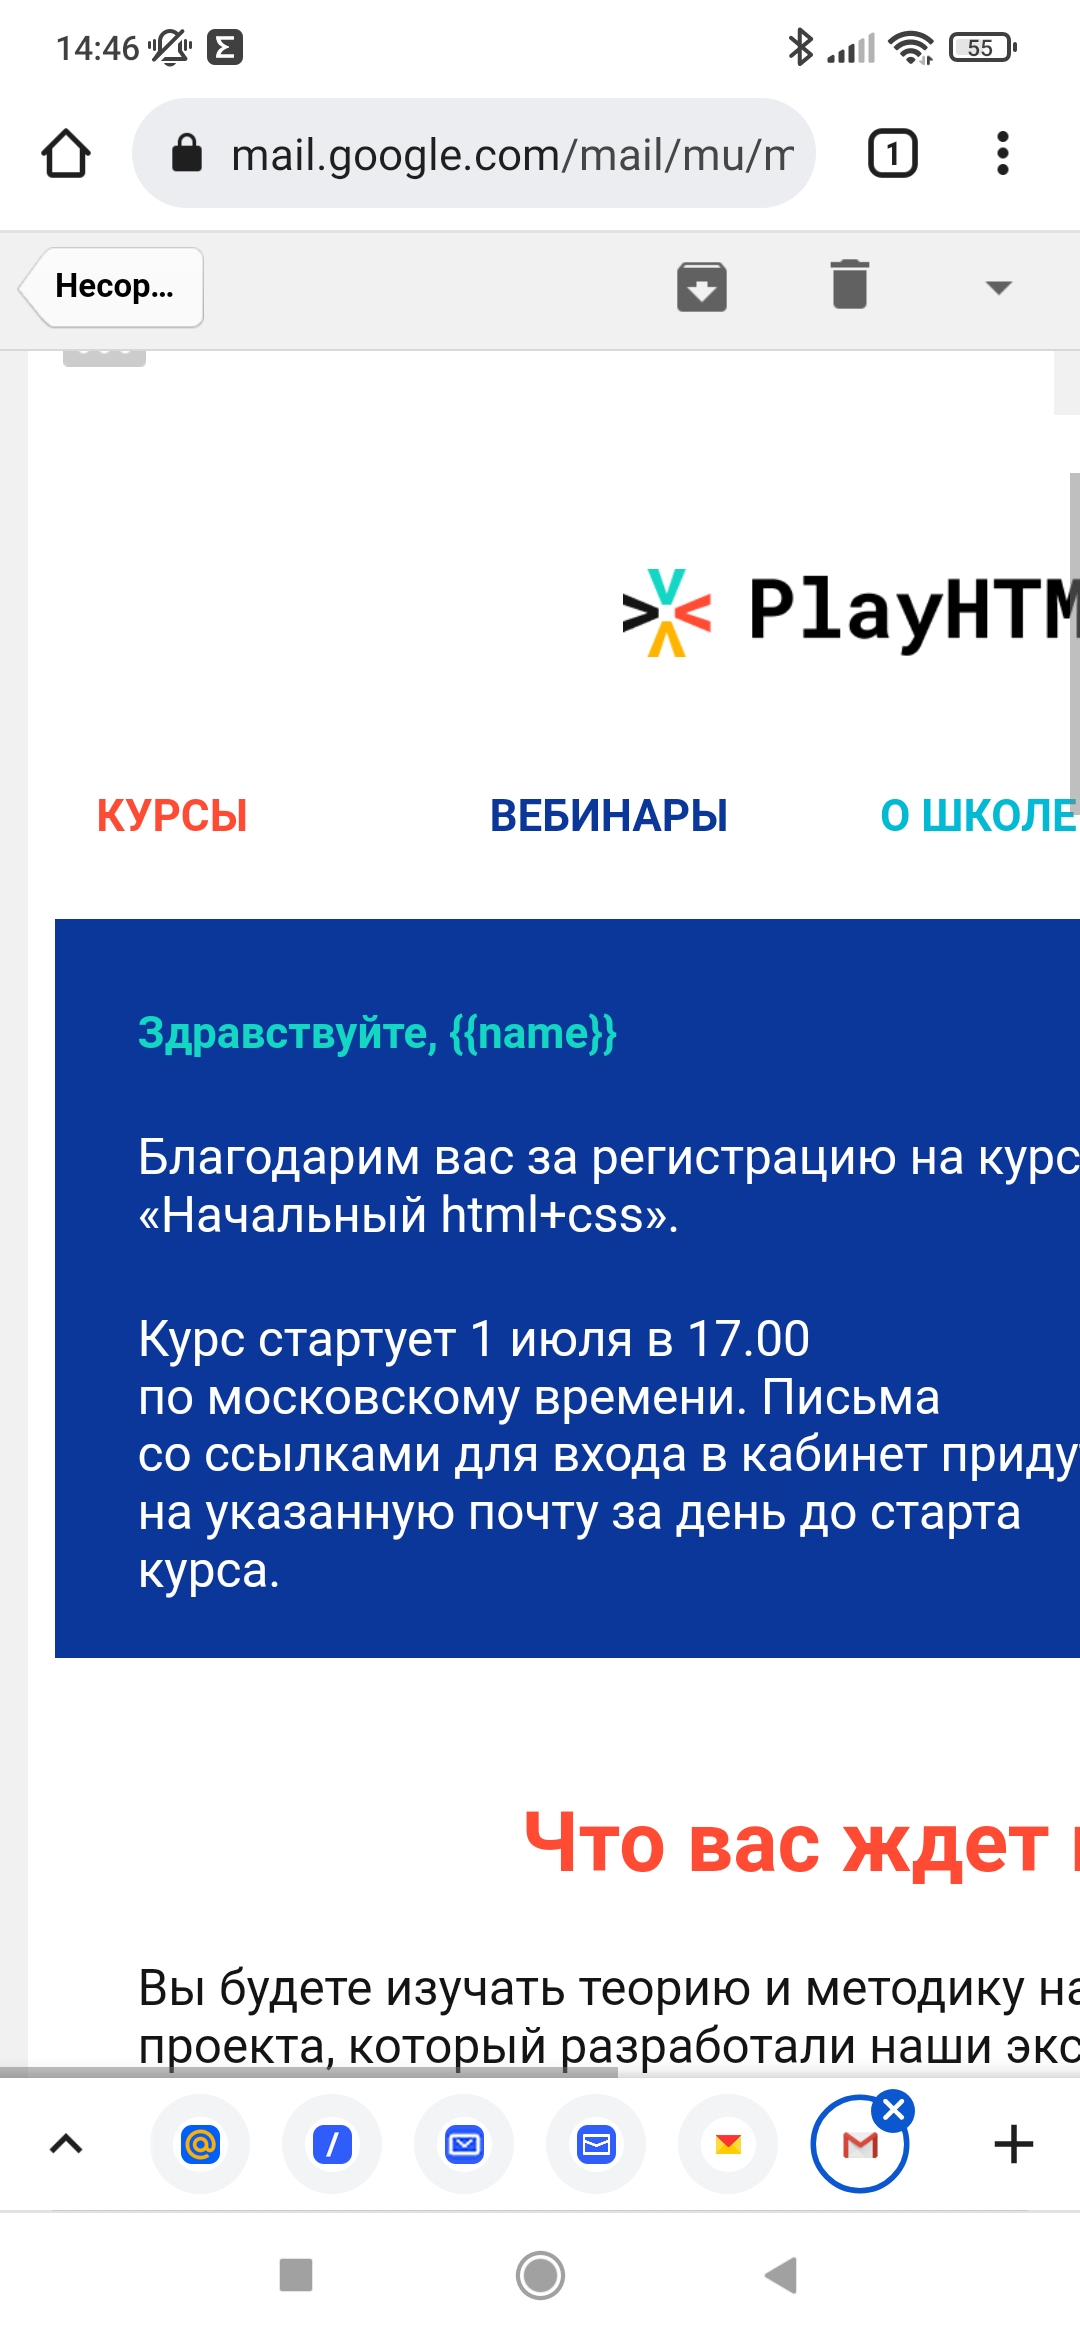 14:46
55
mail.google.com/mail/mu/m
1
Несор...
PlayHTM
КУРСЫ ВЕБИНАРЫ О ШКОЛЕ
Здравствуйте, {{name}}
Благодарим вас за регистрацию на курс
«Начальный html+css».
Курс стартует 1 июля в 17.00
по московскому времени. Письма
со ссылками для входа в кабинет придут
на указанную почту за день до старта
курса.
Что вас ждет
Вы будете изучать теорию и методику на
проекта, который разработали наши экс